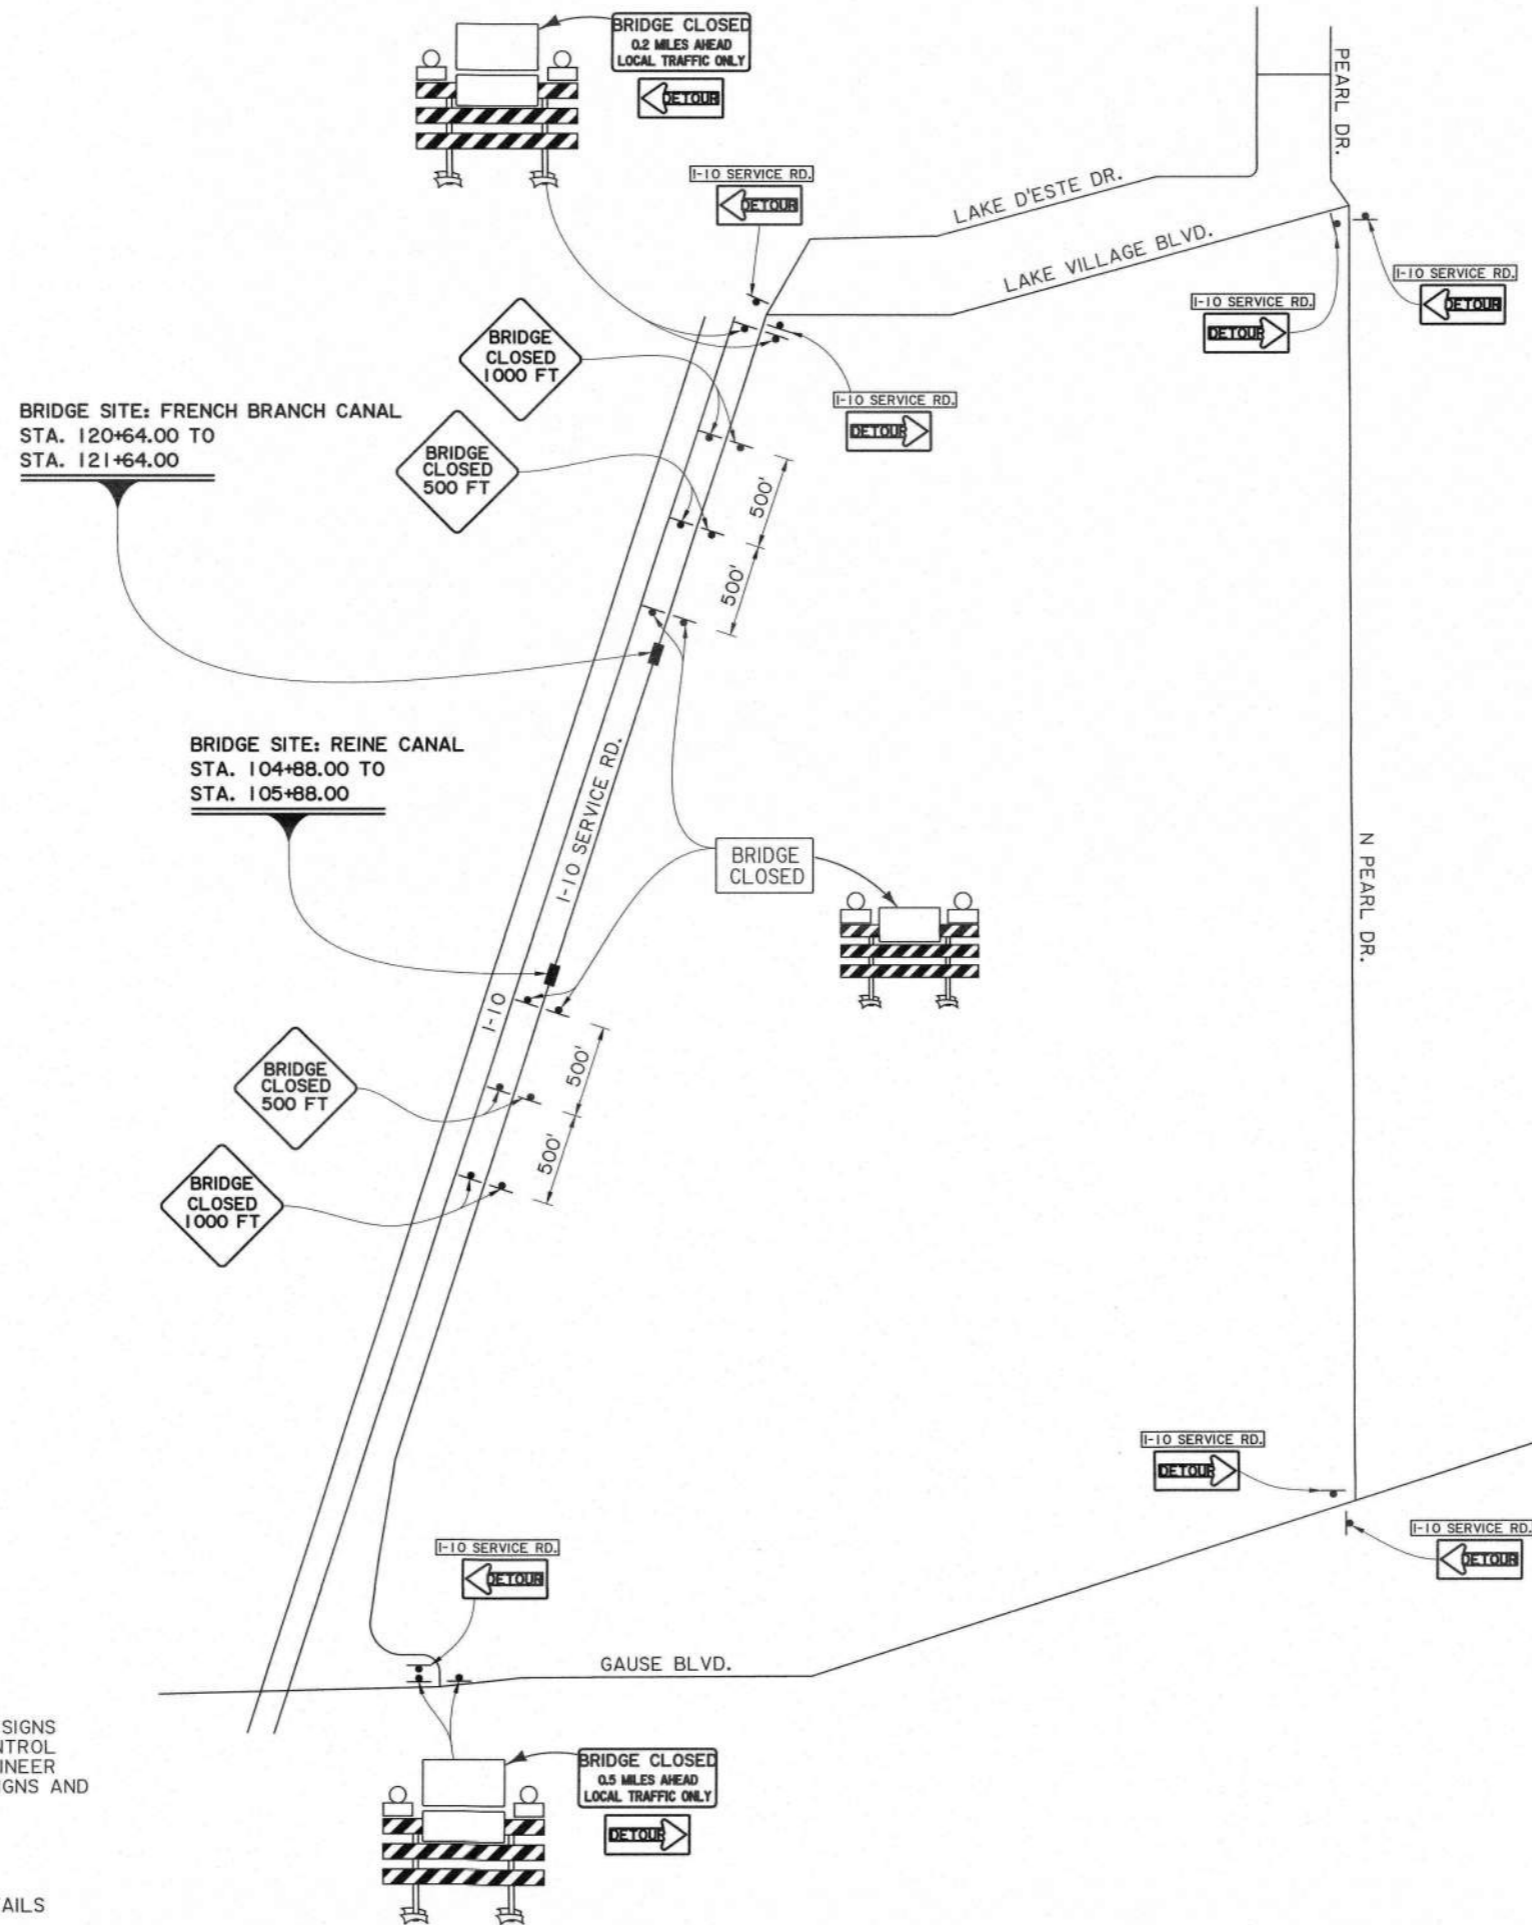 BRIDGE CLOSED
0.2 MILES AHEAD
LOCAL TRAFFIC ONLY
DETOUR
PEARL DR.
I-10 SERVICE RD.
DETOUR
LAKE D'ESTE DR.
LAKE VILLAGE BLVD.
I-10 SERVICE RD.
DETOUR
I-10 SERVICE RD.
DETOUR
BRIDGE
CLOSED
1000 FT
I-10 SERVICE RD.
DETOUR
BRIDGE SITE: FRENCH BRANCH CANAL
STA. 120+64.00 TO
STA. 121+64.00
BRIDGE
CLOSED
500 FT
500'
500'
BRIDGE SITE: REINE CANAL
STA. 104+88.00 TO
STA. 105+88.00
I-10 SERVICE RD.
BRIDGE
CLOSED
N PEARL DR.
I-10
BRIDGE
CLOSED
500 FT
500'
500'
BRIDGE
CLOSED
1000 FT
I-10 SERVICE RD.
DETOUR
I-10 SERVICE RD.
DETOUR
I-10 SERVICE RD.
DETOUR
GAUSE BLVD.
SIGNS
NTROL
INEER
IGNS AND
BRIDGE CLOSED
0.5 MILES AHEAD
LOCAL TRAFFIC ONLY
DETOUR
AILS